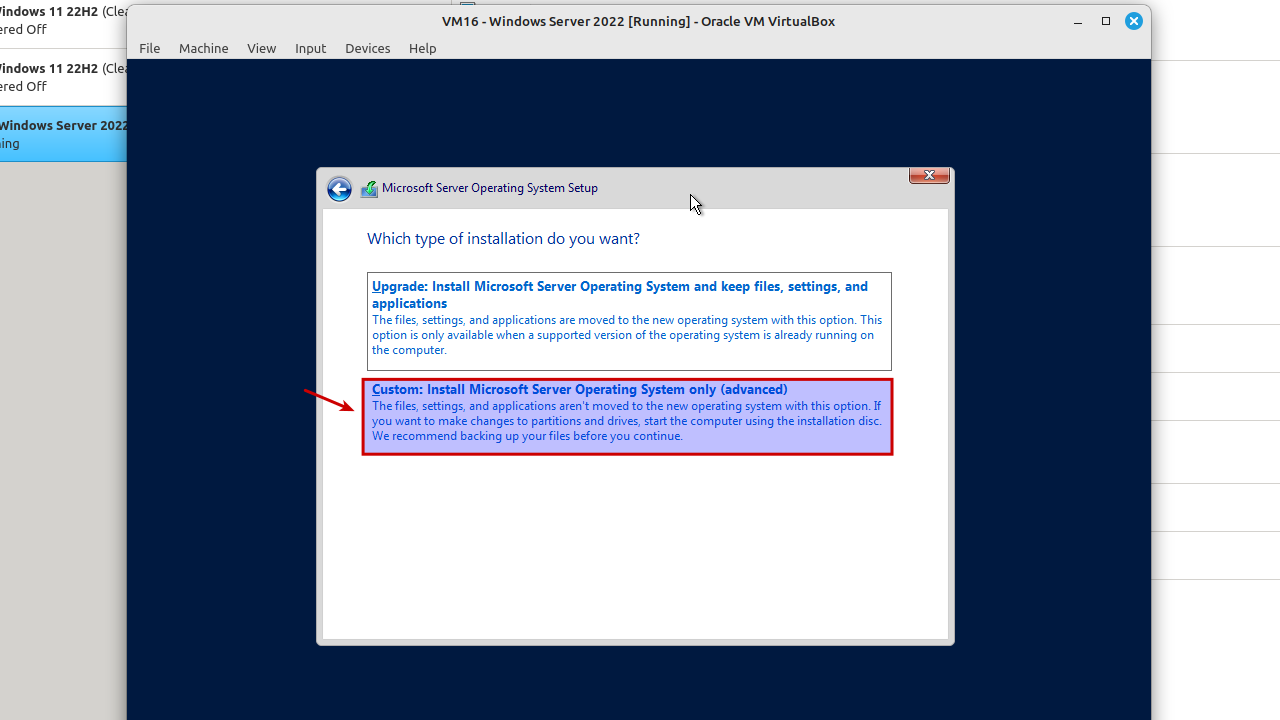 indows 11 22H2 (Clea
ered Off
indows 11 22H2 (Clea
ered Off
Windows Server 2022
ing
VM16 - Windows Server 2022 [Running] - Oracle VM VirtualBox
File Machine View Input Devices Help
Microsoft Server Operating System Setup
Which type of installation do you want?
Upgrade: Install Microsoft Server Operating System and keep files, settings, and
applications
The files, settings, and applications are moved to the new operating system with this option. This
option is only available when a supported version of the operating system is already running on
the computer.
Custom: Install Microsoft Server Operating System only (advanced)
The files, settings, and applications aren't moved to the new operating system with this option. If
you want to make changes to partitions and drives, start the computer using the installation disc.
We recommend backing up your files before you continue.